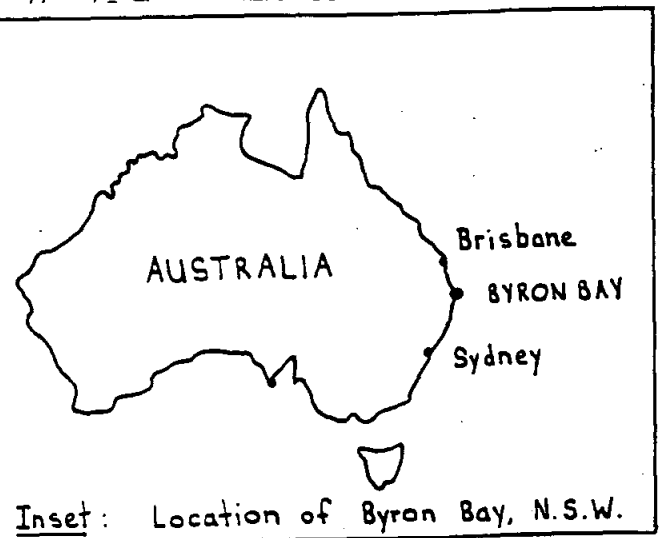 Brisbane
AUSTRALIA
BYRON BAY
Sydney
Inset: Location of Byron Bay, N.S.W.